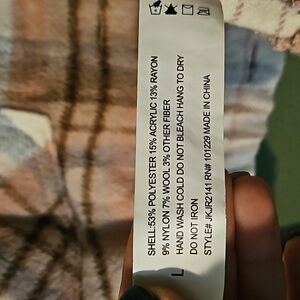 SHELL:53% POLYESTER 15% ACRYLIC 13% RAYON
9% NYLON 7% WOOL 3% OTHER FIBER
HAND WASH COLD DO NOT BLEACH HANG TO DRY
DO NOT IRON
STYLE# JKJR2141 RN# 101229 MADE IN CHINA
L